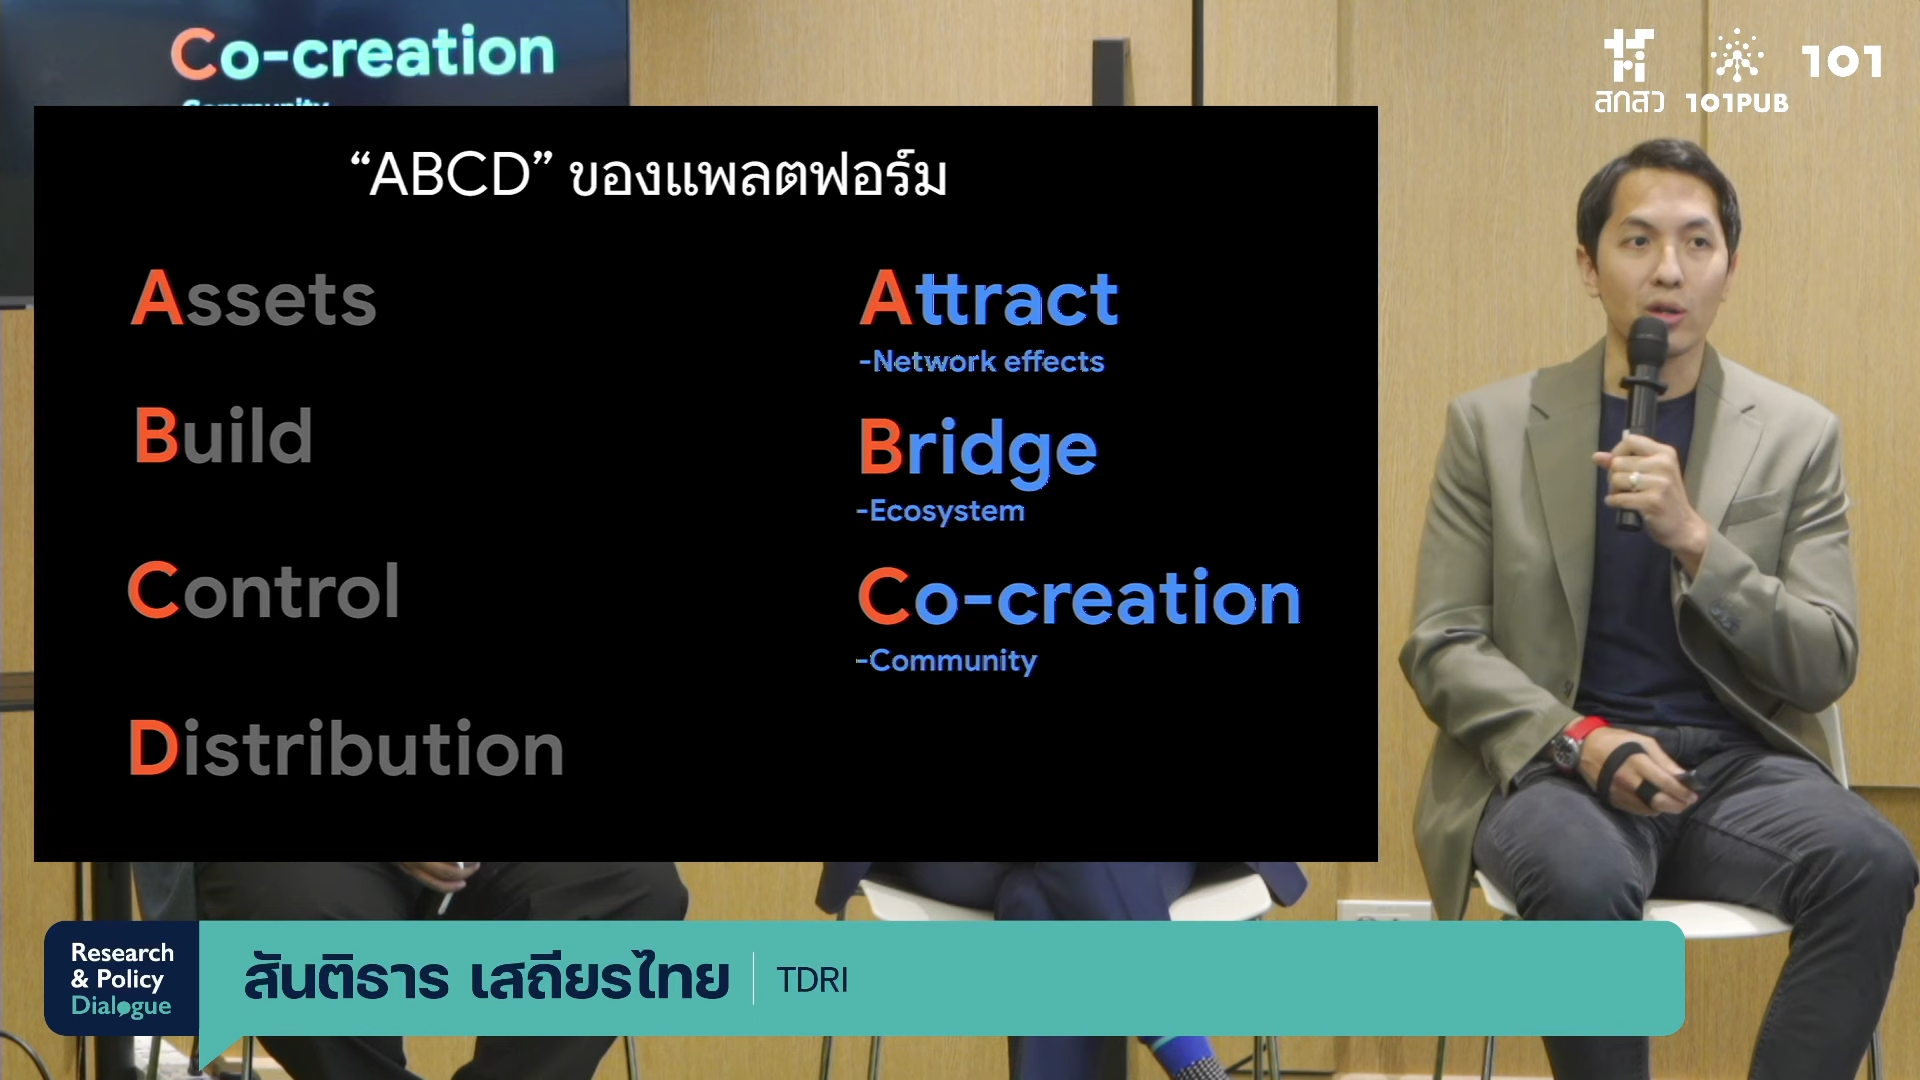 Co-creation
Community
สกสว
101PUB
101
“ABCD” ของแพลตฟอร์ม
Assets
Build
Control
Distribution
Attract
-Network effects
Bridge
-Ecosystem
Co-creation
-Community
Research
& Policy
Dialogue
สันติธาร เสถียรไทย
TDRI